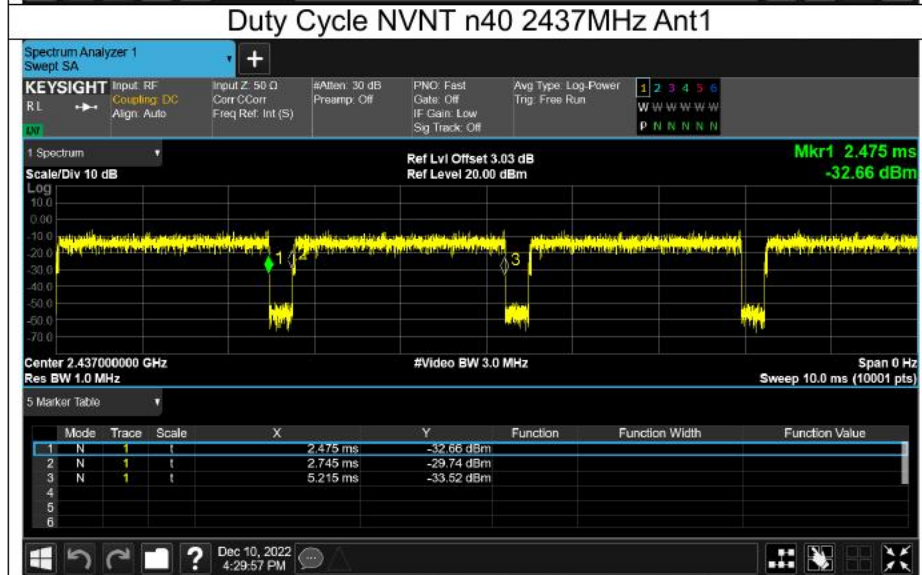 Duty Cycle NVNT n40 2437MHz Ant1
Spectrum Analyzer 1
Swept SA
+
KEYSIGHT Input: RF Input Z: 50 Ω #Atten: 30 dB PNO: Fast Avg Type: Log-Power 1 2 3 4 5 6
RL Coupling: DC Corr CCorr Preamp: Off Gate: Off Trig: Free Run W W W W W W
Align: Auto Freq Ref: Int (S) IF Gain: Low
LXI Sig Track: Off P N N N N N
1 Spectrum Ref Lvl Offset 3.03 dB Mkr1 2.475 ms
Scale/Div 10 dB Ref Level 20.00 dBm -32.66 dBm
Log
10.0
0.00
-10.0
-20.0
-30.0
-40.0
-50.0
-60.0
-70.0
1 2 3
Center 2.437000000 GHz #Video BW 3.0 MHz Span 0 Hz
Res BW 1.0 MHz Sweep 10.0 ms (10001 pts)
5 Marker Table
Mode Trace Scale X Y Function Function Width Function Value
1 N 1 t 2.475 ms -32.66 dBm
2 N 1 t 2.745 ms -29.74 dBm
3 N 1 t 5.215 ms -33.52 dBm
4
5
6
? Dec 10, 2022
4:29:57 PM